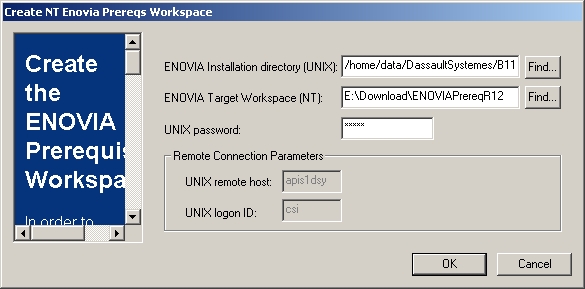 Create NT Enovia Prereqs Workspace
Create
the
ENOVIA
Prerequis
Workspa
In order to
ENOVIA Installation directory (UNIX): /home/data/DassaultSystemes/B11 Find...
ENOVIA Target Workspace (NT): E:\Download\ENOVIAPrereqR12 Find...
UNIX password: *****
Remote Connection Parameters
UNIX remote host: apis1dsy
UNIX logon ID: csi
OK Cancel